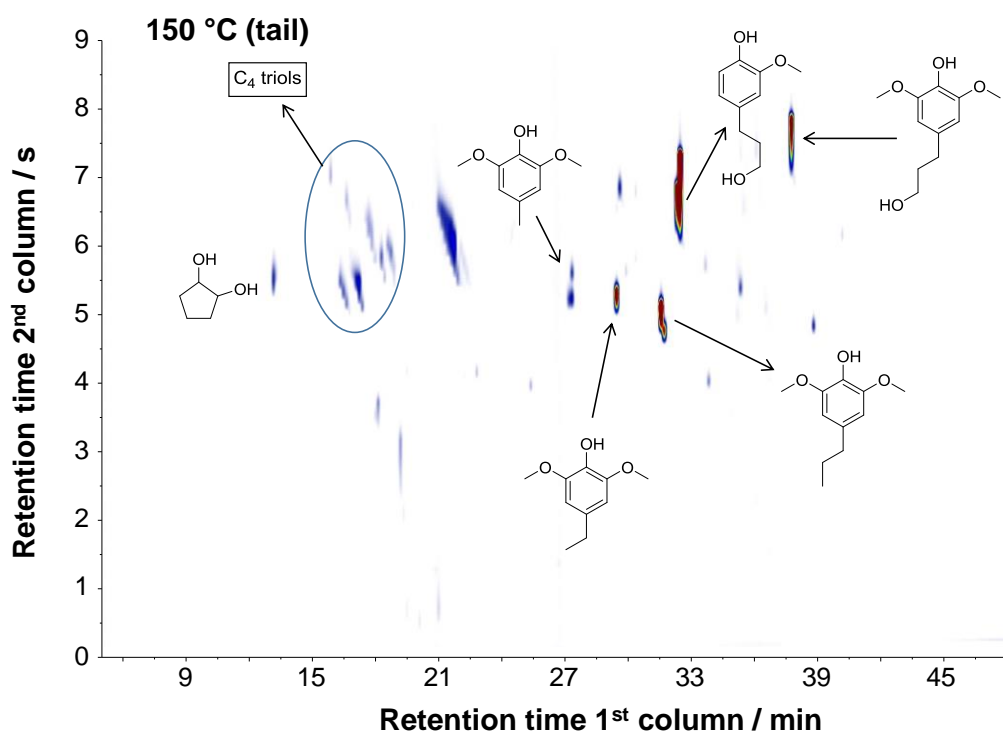 150 °C (tail)
C₄ triols
Retention time 2nd column / s
9
8
7
6
5
4
3
2
1
0
OH
OH
OH
O
O
OH
O
HO
OH
O
O
HO
OH
O
O
OH
O
O
9 15 21 27 33 39 45
Retention time 1st column / min